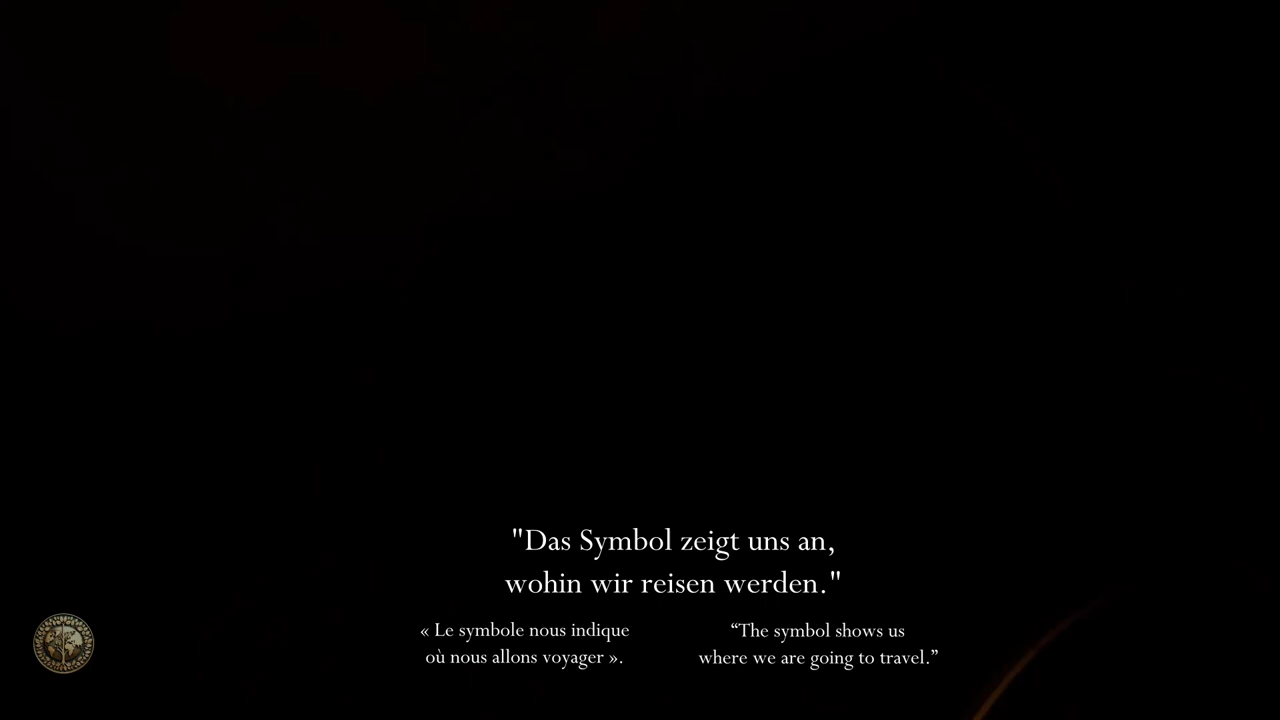 "Das Symbol zeigt uns an,
wohin wir reisen werden."
« Le symbole nous indique
où nous allons voyager ».
“The symbol shows us
where we are going to travel.”